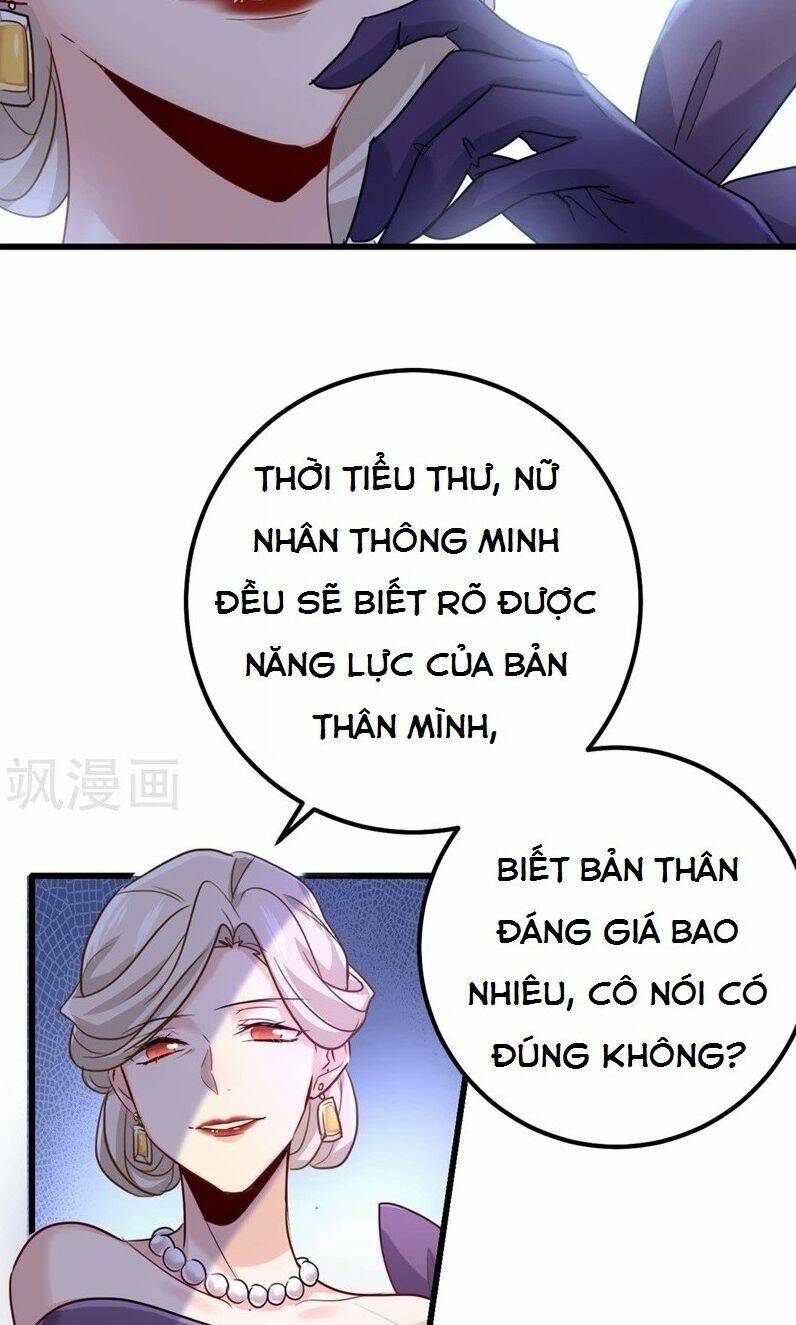 THỜI TIỂU THƯ, NỮ
NHÂN THÔNG MINH
ĐỀU SẼ BIẾT RÕ ĐƯỢC
NĂNG LỰC CỦA BẢN
THÂN MÌNH,
飒漫画
BIẾT BẢN THÂN
ĐÁNG GIÁ BAO
NHIÊU, CÔ NÓI CÓ
ĐÚNG KHÔNG?